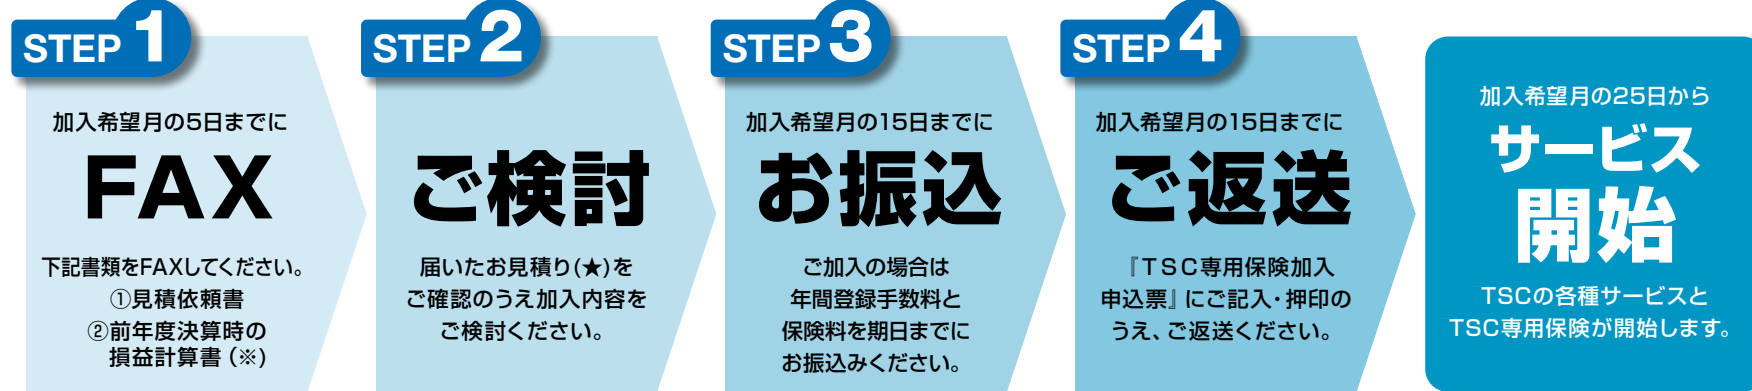 STEP 1
加入希望月の5日までに
FAX
下記書類をFAXしてください。
①見積依頼書
②前年度決算時の
損益計算書（※）
STEP 2
ご検討
届いたお見積り(★)を
ご確認のうえ加入内容を
ご検討ください。
STEP 3
加入希望月の15日までに
お振込
ご加入の場合は
年間登録手数料と
保険料を期日までに
お振込みください。
STEP 4
加入希望月の15日までに
ご返送
『TSC専用保険加入
申込票』にご記入・押印の
うえ、ご返送ください。
加入希望月の25日から
サービス
開始
TSCの各種サービスと
TSC専用保険が開始します。